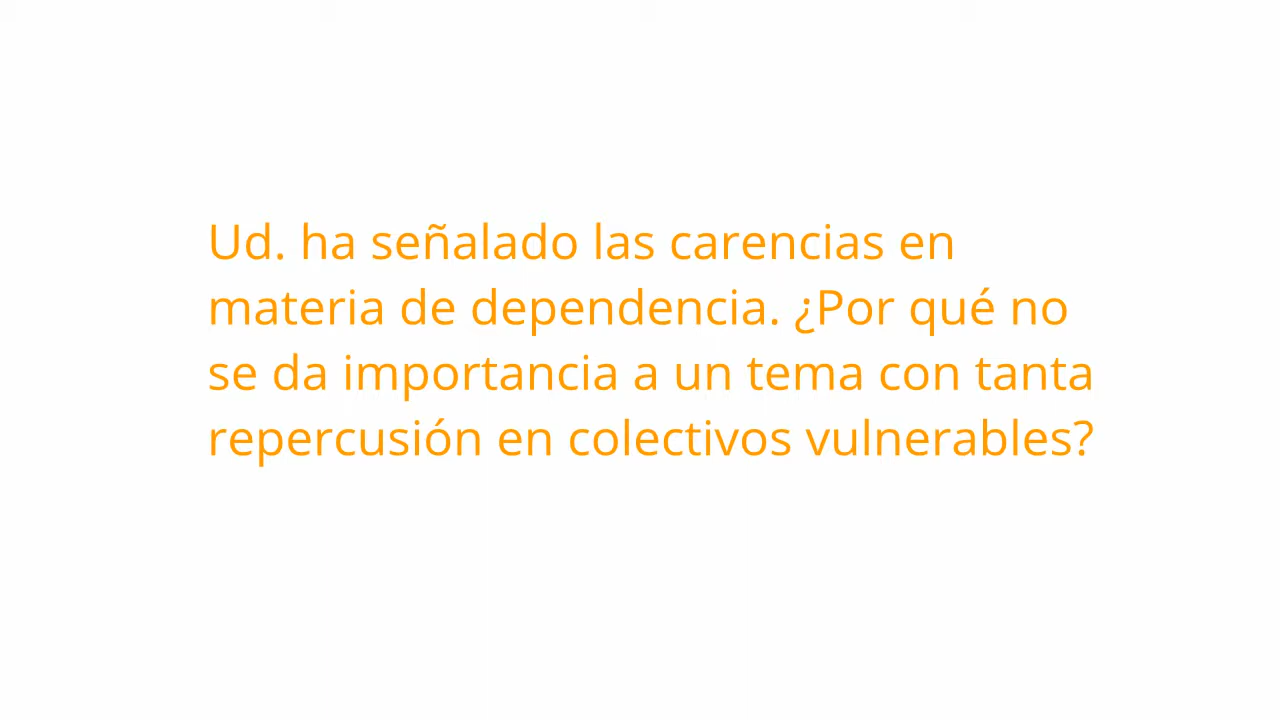 Ud. ha señalado las carencias en
materia de dependencia. ¿Por qué no
se da importancia a un tema con tanta
repercusión en colectivos vulnerables?